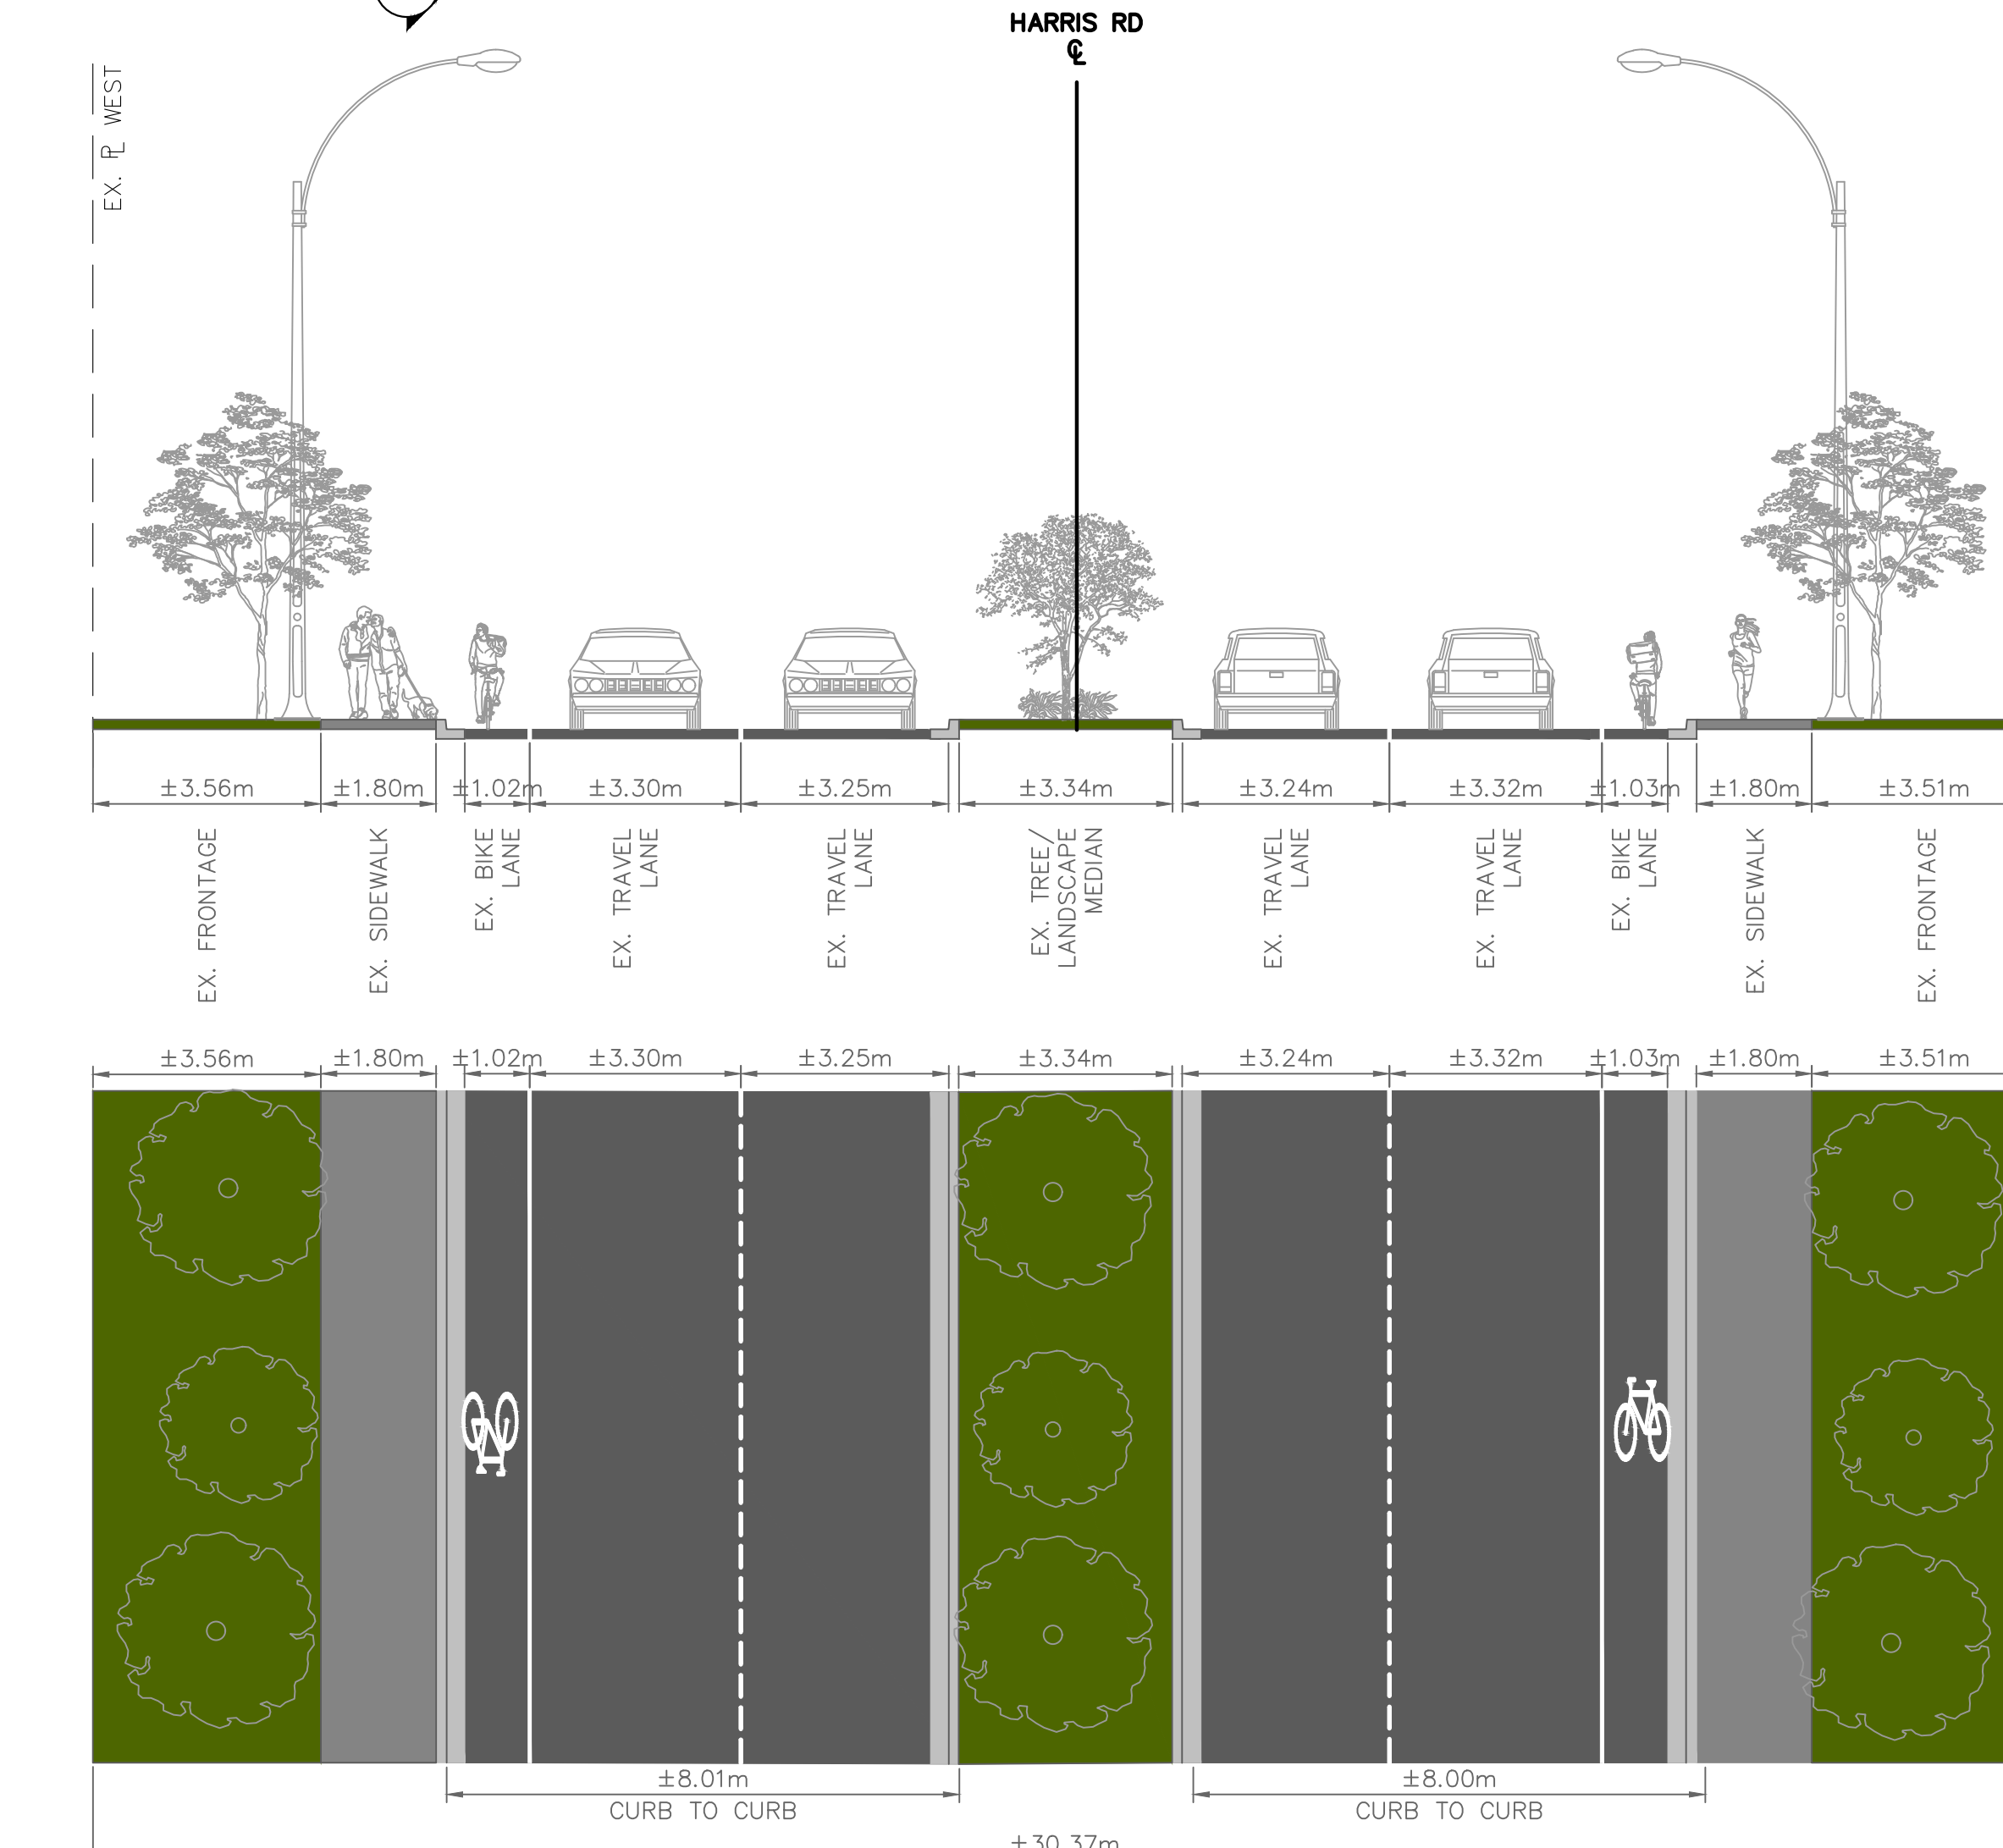 HARRIS RD
℄
EX. ⅊ WEST
±3.56m
±1.80m
±1.02m
±3.30m
±3.25m
±3.34m
±3.24m
±3.32m
±1.03m
±1.80m
±3.51m
EX. FRONTAGE
EX. SIDEWALK
EX. BIKE
LANE
EX. TRAVEL
LANE
EX. TRAVEL
LANE
EX. TREE/
LANDSCAPE
MEDIAN
EX. TRAVEL
LANE
EX. TRAVEL
LANE
EX. BIKE
LANE
EX. SIDEWALK
EX. FRONTAGE
±3.56m
±1.80m
±1.02m
±3.30m
±3.25m
±3.34m
±3.24m
±3.32m
±1.03m
±1.80m
±3.51m
±8.01m
CURB TO CURB
±8.00m
CURB TO CURB
±30.37m